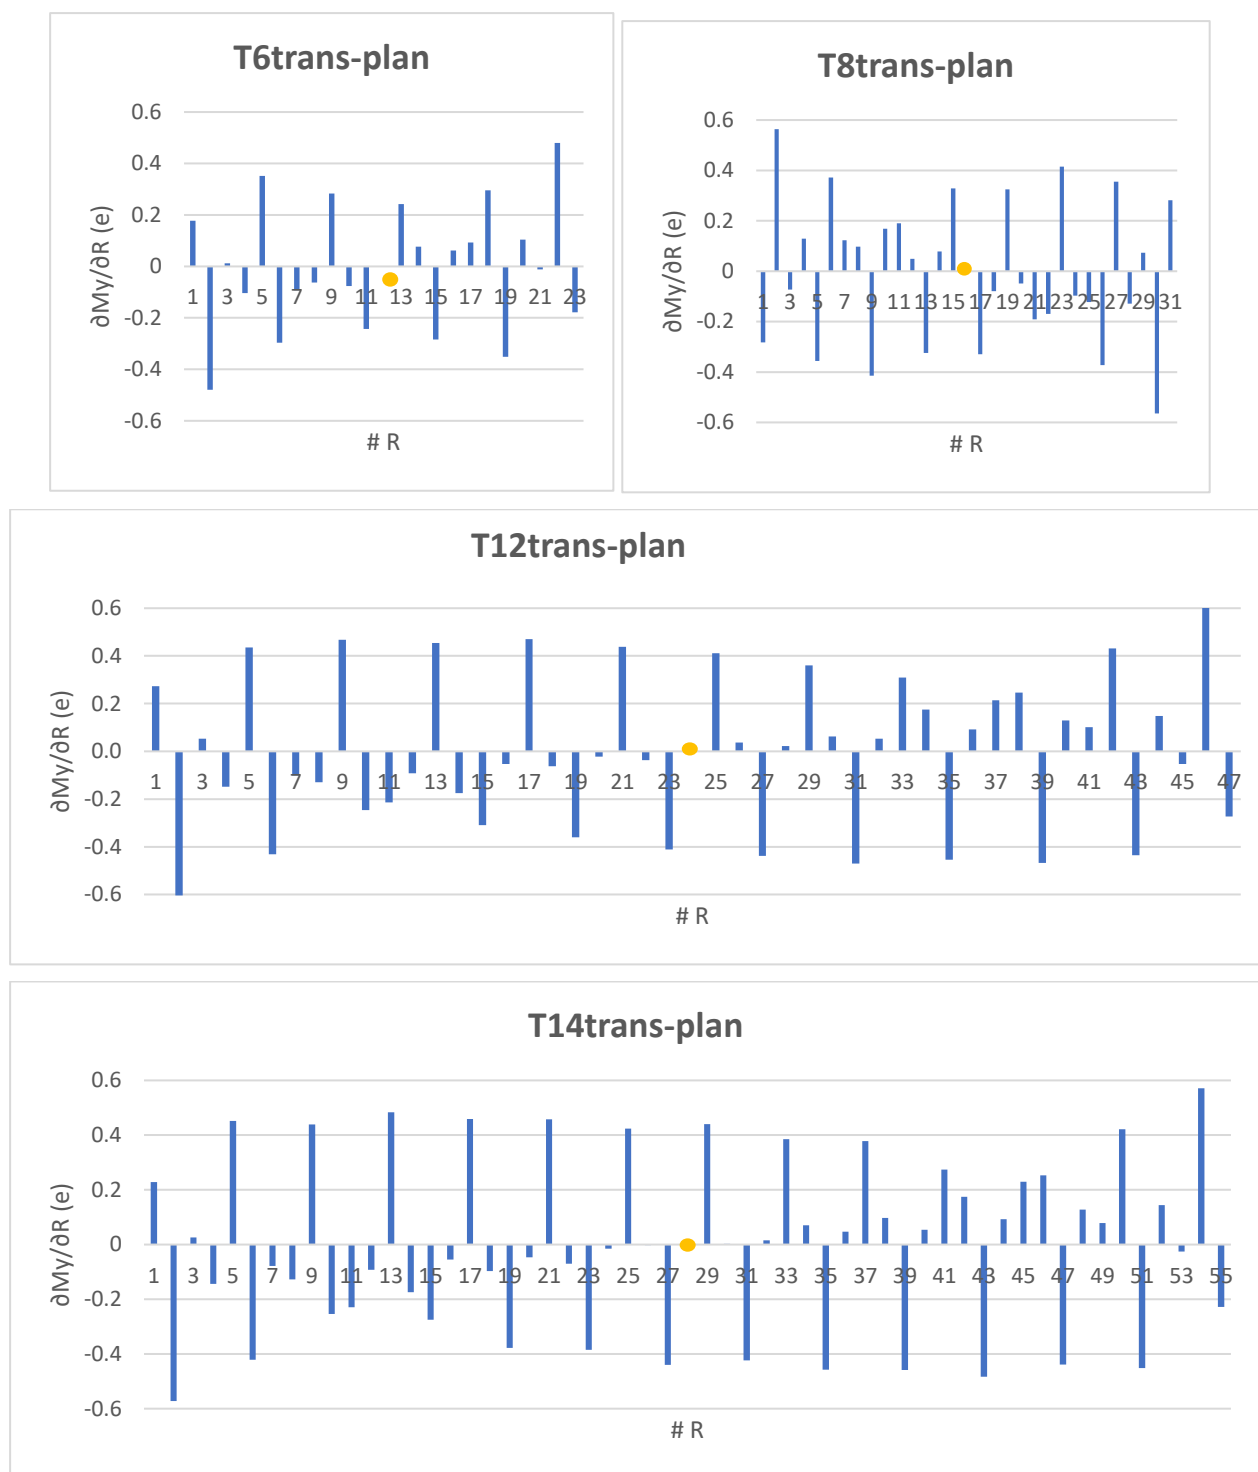 T6trans-plan
0.6
0.4
0.2
0
-0.2
-0.4
-0.6
∂My/∂R (e)
1 3 5 7 9 11 13 15 17 19 21 23
# R
T8trans-plan
0.6
0.4
0.2
0
-0.2
-0.4
-0.6
∂My/∂R (e)
1 3 5 7 9 11 13 15 17 19 21 23 25 27 29 31
# R
T12trans-plan
0.6
0.4
0.2
0.0
-0.2
-0.4
-0.6
∂My/∂R (e)
1 3 5 7 9 11 13 15 17 19 21 23 25 27 29 31 33 35 37 39 41 43 45 47
# R
T14trans-plan
0.6
0.4
0.2
0
-0.2
-0.4
-0.6
∂My/∂R (e)
1 3 5 7 9 11 13 15 17 19 21 23 25 27 29 31 33 35 37 39 41 43 45 47 49 51 53 55
# R